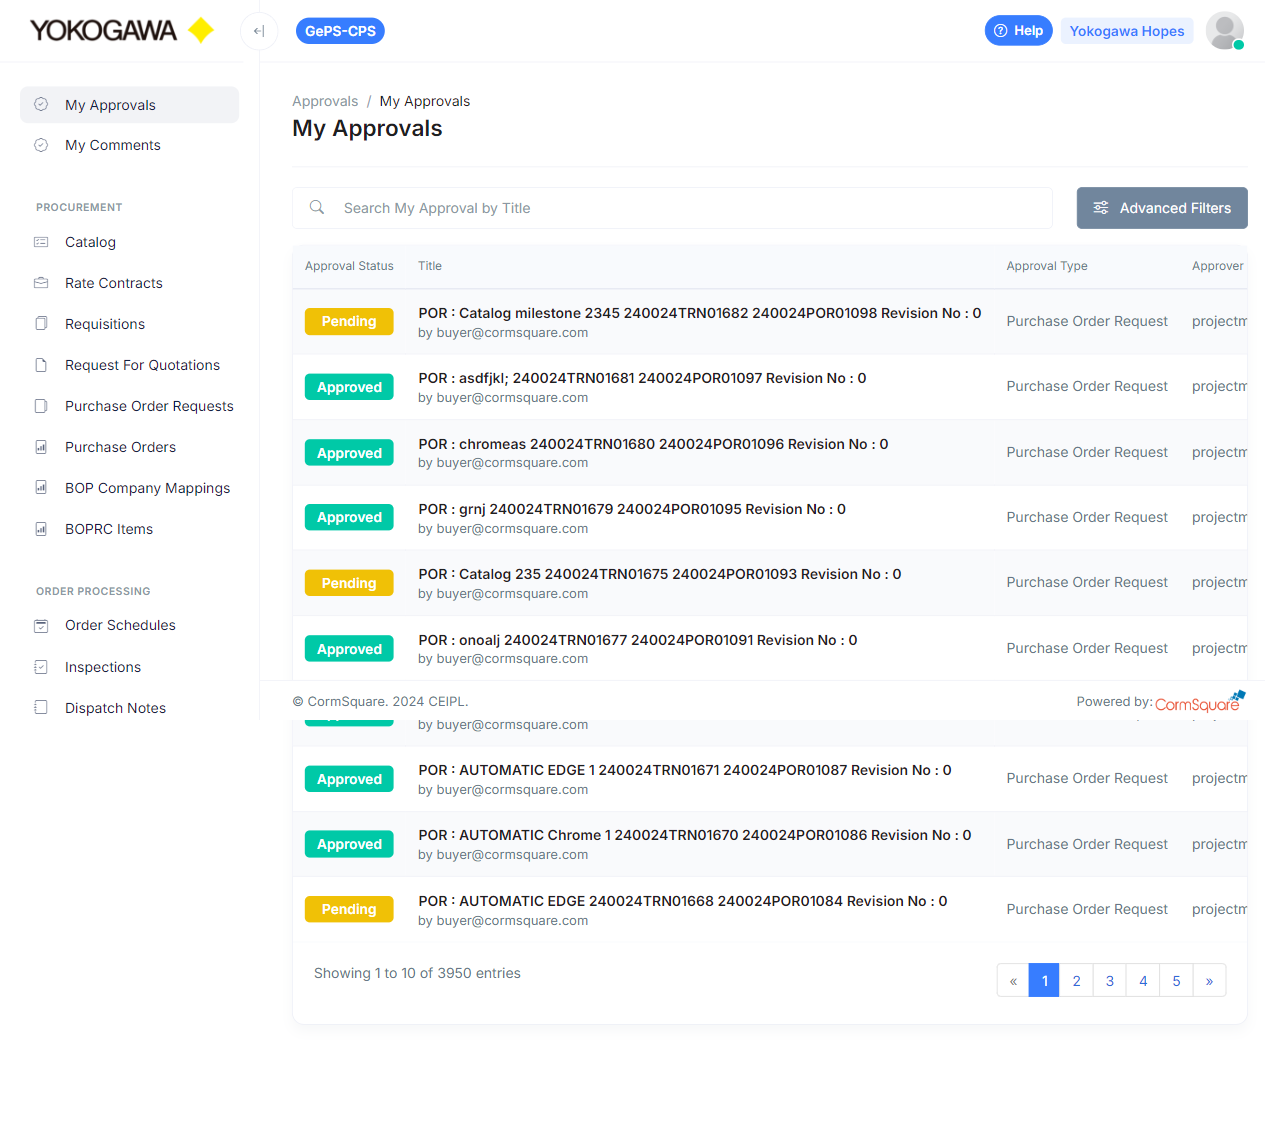 YOKOGAWA
GePS-CPS
Help
Yokogawa Hopes
My Approvals
My Comments
PROCUREMENT
Catalog
Rate Contracts
Requisitions
Request For Quotations
Purchase Order Requests
Purchase Orders
BOP Company Mappings
BOPRC Items
ORDER PROCESSING
Order Schedules
Inspections
Dispatch Notes
Approvals / My Approvals
My Approvals
Search My Approval by Title
Advanced Filters
Approval Status Title Approval Type Approver
Pending POR : Catalog milestone 2345 240024TRN01682 240024POR01098 Revision No : 0 Purchase Order Request projectm
by buyer@cormsquare.com
Approved POR : asdfjkl; 240024TRN01681 240024POR01097 Revision No : 0 Purchase Order Request projectm
by buyer@cormsquare.com
Approved POR : chromeas 240024TRN01680 240024POR01096 Revision No : 0 Purchase Order Request projectm
by buyer@cormsquare.com
Approved POR : grnj 240024TRN01679 240024POR01095 Revision No : 0 Purchase Order Request projectm
by buyer@cormsquare.com
Pending POR : Catalog 235 240024TRN01675 240024POR01093 Revision No : 0 Purchase Order Request projectm
by buyer@cormsquare.com
Approved POR : onoalj 240024TRN01677 240024POR01091 Revision No : 0 Purchase Order Request projectm
by buyer@cormsquare.com
© CormSquare. 2024 CEIPL. Powered by: CormSquare
by buyer@cormsquare.com
Approved POR : AUTOMATIC EDGE 1 240024TRN01671 240024POR01087 Revision No : 0 Purchase Order Request projectm
by buyer@cormsquare.com
Approved POR : AUTOMATIC Chrome 1 240024TRN01670 240024POR01086 Revision No : 0 Purchase Order Request projectm
by buyer@cormsquare.com
Pending POR : AUTOMATIC EDGE 240024TRN01668 240024POR01084 Revision No : 0 Purchase Order Request projectm
by buyer@cormsquare.com
Showing 1 to 10 of 3950 entries
« 1 2 3 4 5 »